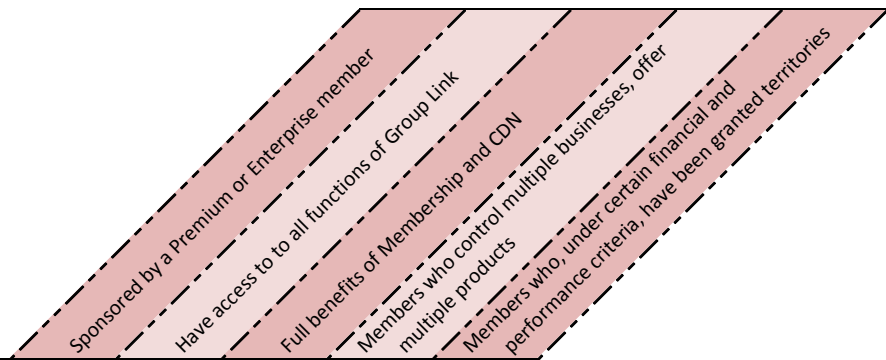 Sponsored by a Premium or Enterprise member
Have access to to all functions of Group Link
Full benefits of Membership and CDN
Members who control multiple businesses, offer
multiple products
Members who, under certain financial and
performance criteria, have been granted territories